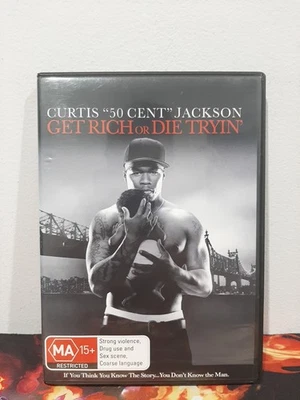 CURTIS "50 CENT" JACKSON
GET RICH OR DIE TRYIN'
MA 15+
RESTRICTED
Strong violence,
Drug use and
Sex scene,
Coarse language
If You Think You Know The Story...You Don't Know the Man.